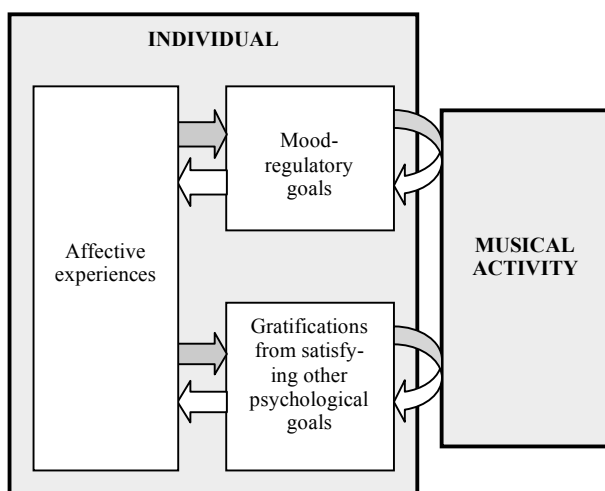 INDIVIDUAL
Mood-
regulatory
goals
Affective
experiences
MUSICAL
ACTIVITY
Gratifications
from satisfy-
ing other
psychological
goals